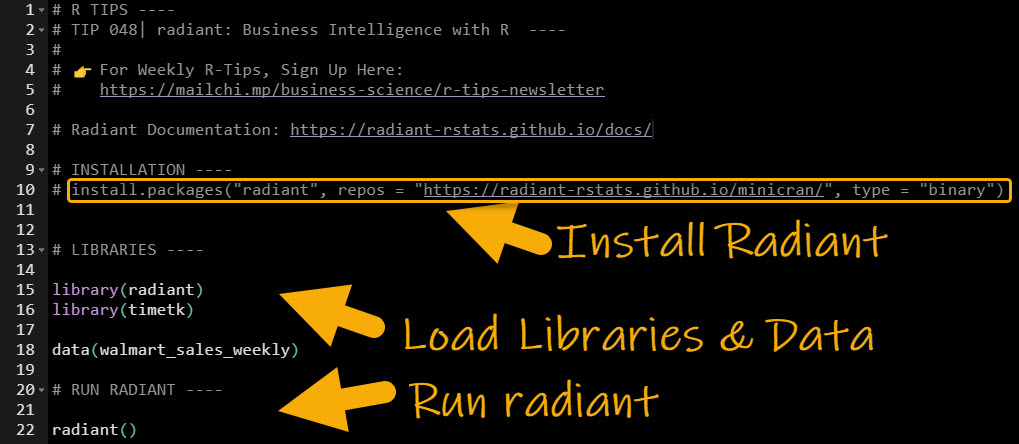 1 # R TIPS ----
2 # TIP 048| radiant: Business Intelligence with R ----
3 #
4 # 👉 For Weekly R-Tips, Sign Up Here:
5 # https://mailchi.mp/business-science/r-tips-newsletter
6
7 # Radiant Documentation: https://radiant-rstats.github.io/docs/
8
9 # INSTALLATION ----
10 # install.packages("radiant", repos = "https://radiant-rstats.github.io/minicran/", type = "binary")
11
Install Radiant
12
13 # LIBRARIES ----
14
15 library(radiant)
16 library(timetk)
17
Load Libraries & Data
18 data(walmart_sales_weekly)
19
20 # RUN RADIANT ----
Run radiant
21
22 radiant()